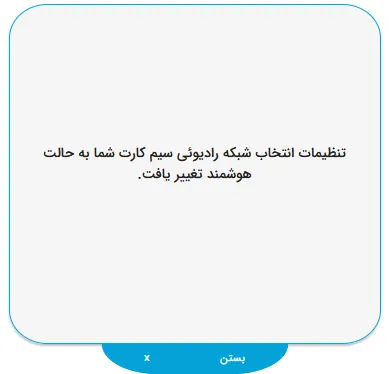 تنظیمات انتخاب شبکه رادیوئی سیم کارت شما به حالت
هوشمند تغییر یافت.
بستن x